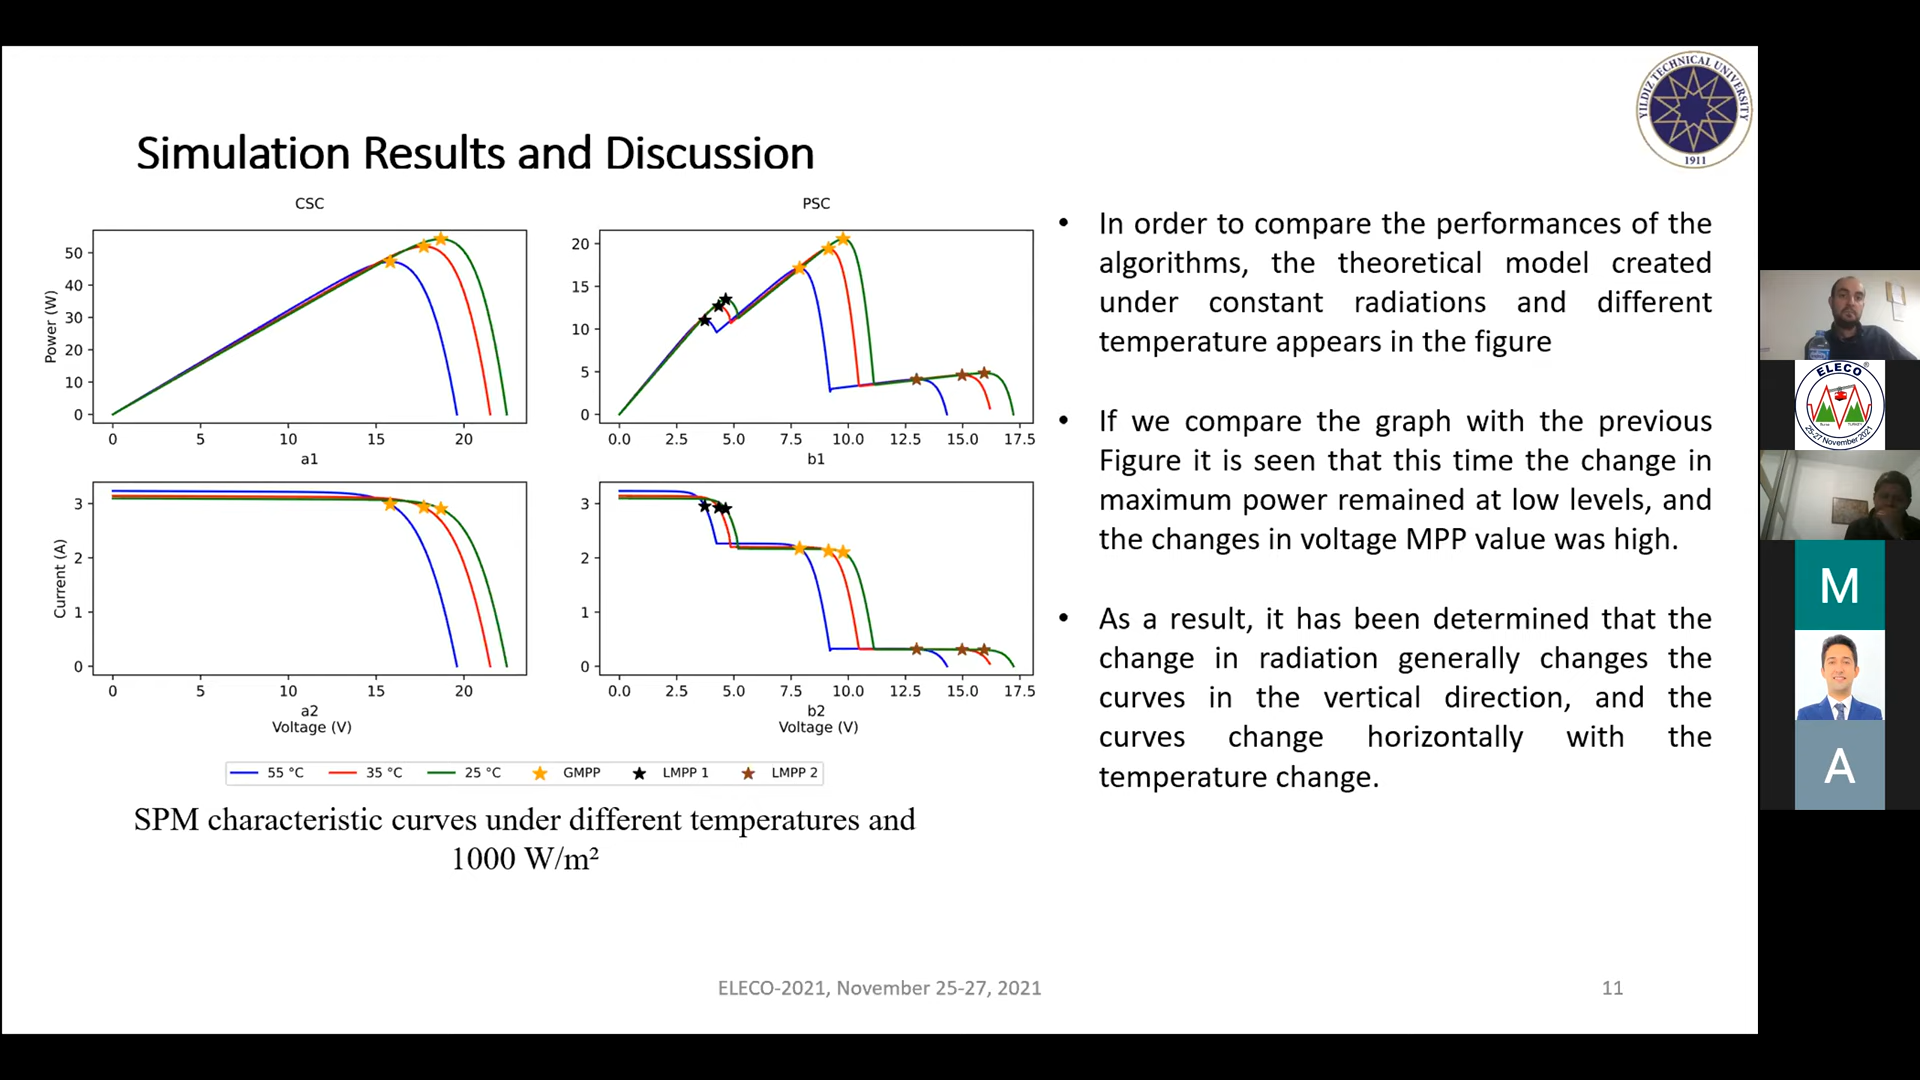 YILDIZ TECHNICAL UNIVERSITY
1911
Simulation Results and Discussion
CSC
PSC
Power (W)
50
40
30
20
10
0
0 5 10 15 20
a1
20
15
10
5
0
0.0 2.5 5.0 7.5 10.0 12.5 15.0 17.5
b1
Current (A)
3
2
1
0
0 5 10 15 20
a2
Voltage (V)
3
2
1
0
0.0 2.5 5.0 7.5 10.0 12.5 15.0 17.5
b2
Voltage (V)
55 °C 35 °C 25 °C GMPP LMPP 1 LMPP 2
SPM characteristic curves under different temperatures and
1000 W/m²
• In order to compare the performances of the
algorithms, the theoretical model created
under constant radiations and different
temperature appears in the figure
• If we compare the graph with the previous
Figure it is seen that this time the change in
maximum power remained at low levels, and
the changes in voltage MPP value was high.
• As a result, it has been determined that the
change in radiation generally changes the
curves in the vertical direction, and the
curves change horizontally with the
temperature change.
ELECO-2021, November 25-27, 2021
11
ELECO
25-27 November 2021
M
A